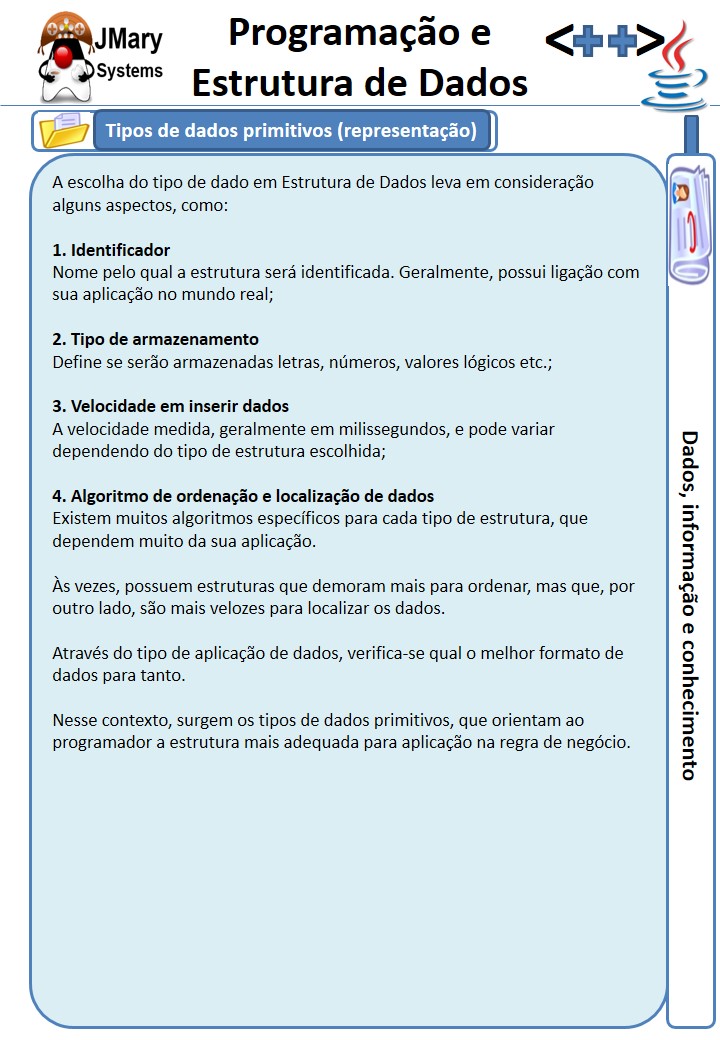 JMary
Systems
Programação e
Estrutura de Dados
<++>
Tipos de dados primitivos (representação)
A escolha do tipo de dado em Estrutura de Dados leva em consideração
alguns aspectos, como:
1. Identificador
Nome pelo qual a estrutura será identificada. Geralmente, possui ligação com
sua aplicação no mundo real;
2. Tipo de armazenamento
Define se serão armazenadas letras, números, valores lógicos etc.;
3. Velocidade em inserir dados
A velocidade medida, geralmente em milissegundos, e pode variar
dependendo do tipo de estrutura escolhida;
4. Algoritmo de ordenação e localização de dados
Existem muitos algoritmos específicos para cada tipo de estrutura, que
dependem muito da sua aplicação.
Às vezes, possuem estruturas que demoram mais para ordenar, mas que, por
outro lado, são mais velozes para localizar os dados.
Através do tipo de aplicação de dados, verifica-se qual o melhor formato de
dados para tanto.
Nesse contexto, surgem os tipos de dados primitivos, que orientam ao
programador a estrutura mais adequada para aplicação na regra de negócio.
Dados, informação e conhecimento